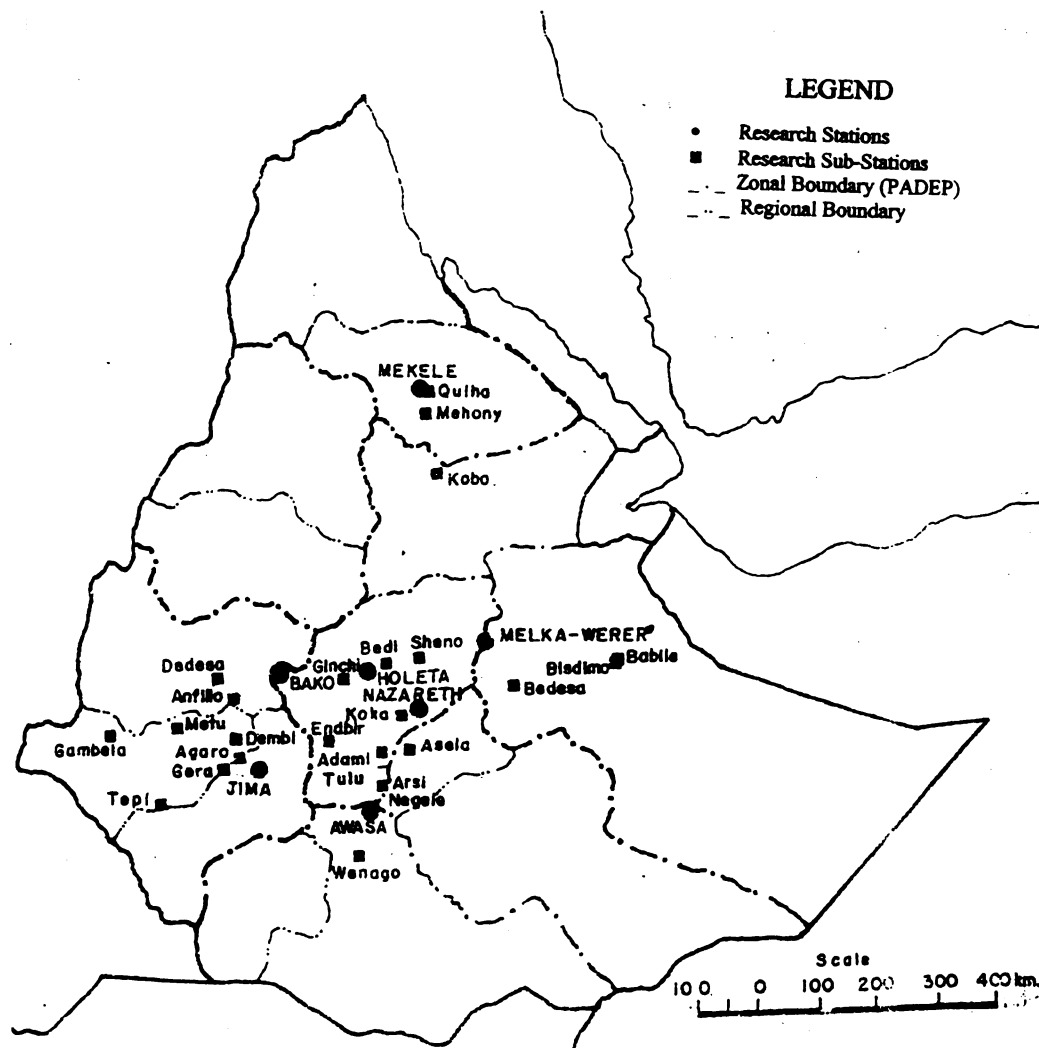 LEGEND
Research Stations
Research Sub-Stations
Zonal Boundary (PADEP)
Regional Boundary
MEKELE
Quiha
Mehony
Kobo
MELKA-WERER
Babile
Bisdimo
Bedesa
Bedi
Sheno
Ginchi
HOLETA
NAZARETH
Koka
Dedesa
BAKO
Anfillo
Metu
Dembi
Endbir
Gambela
Agaro
Gera
JIMA
Adami
Tulu
Asela
Arsi
Negele
Tepi
AWASA
Wenago
Scale
100 0 100 200 300 400 km.